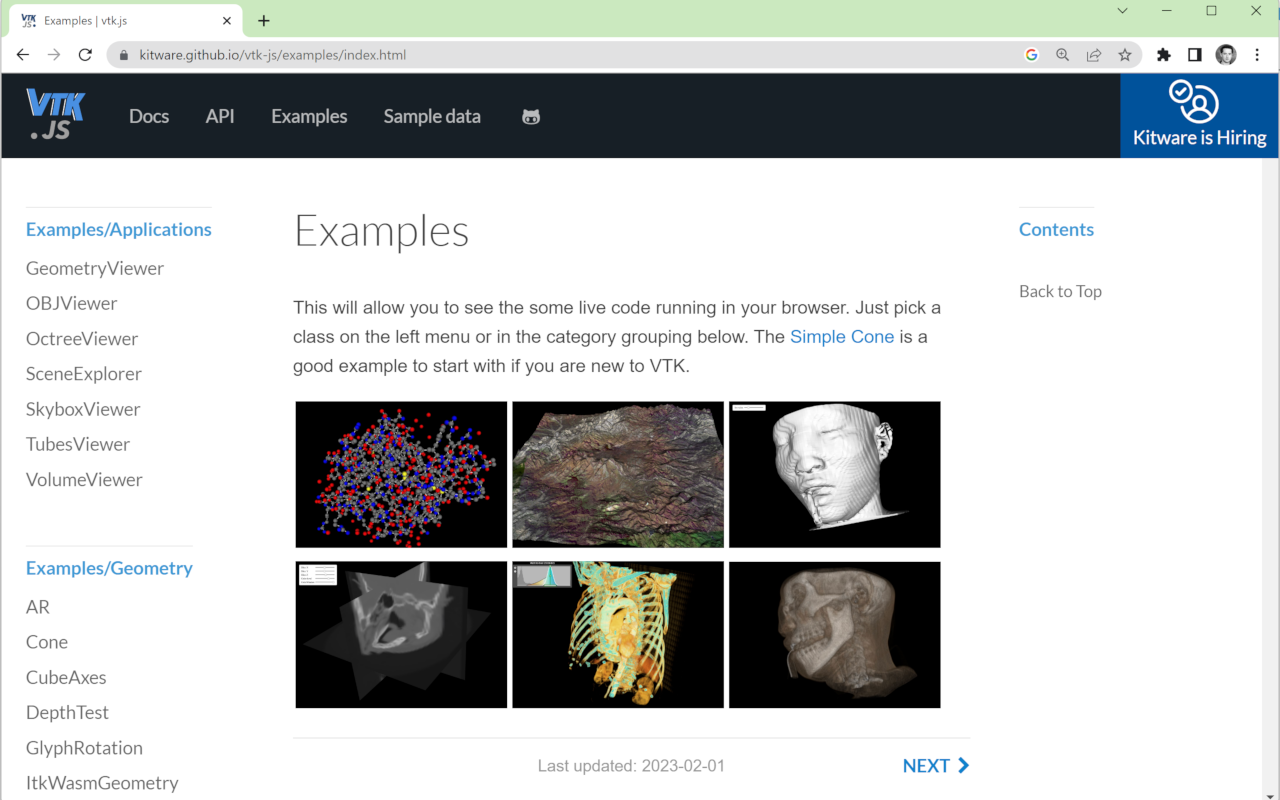 Examples | vtk.js
kitware.github.io/vtk-js/examples/index.html
VTK
.JS
Docs API Examples Sample data
Kitware is Hiring
Examples/Applications
GeometryViewer
OBJViewer
OctreeViewer
SceneExplorer
SkyboxViewer
TubesViewer
VolumeViewer
Examples/Geometry
AR
Cone
CubeAxes
DepthTest
GlyphRotation
ItkWasmGeometry
Examples
This will allow you to see the some live code running in your browser. Just pick a
class on the left menu or in the category grouping below. The Simple Cone is a
good example to start with if you are new to VTK.
Last updated: 2023-02-01
NEXT
Contents
Back to Top